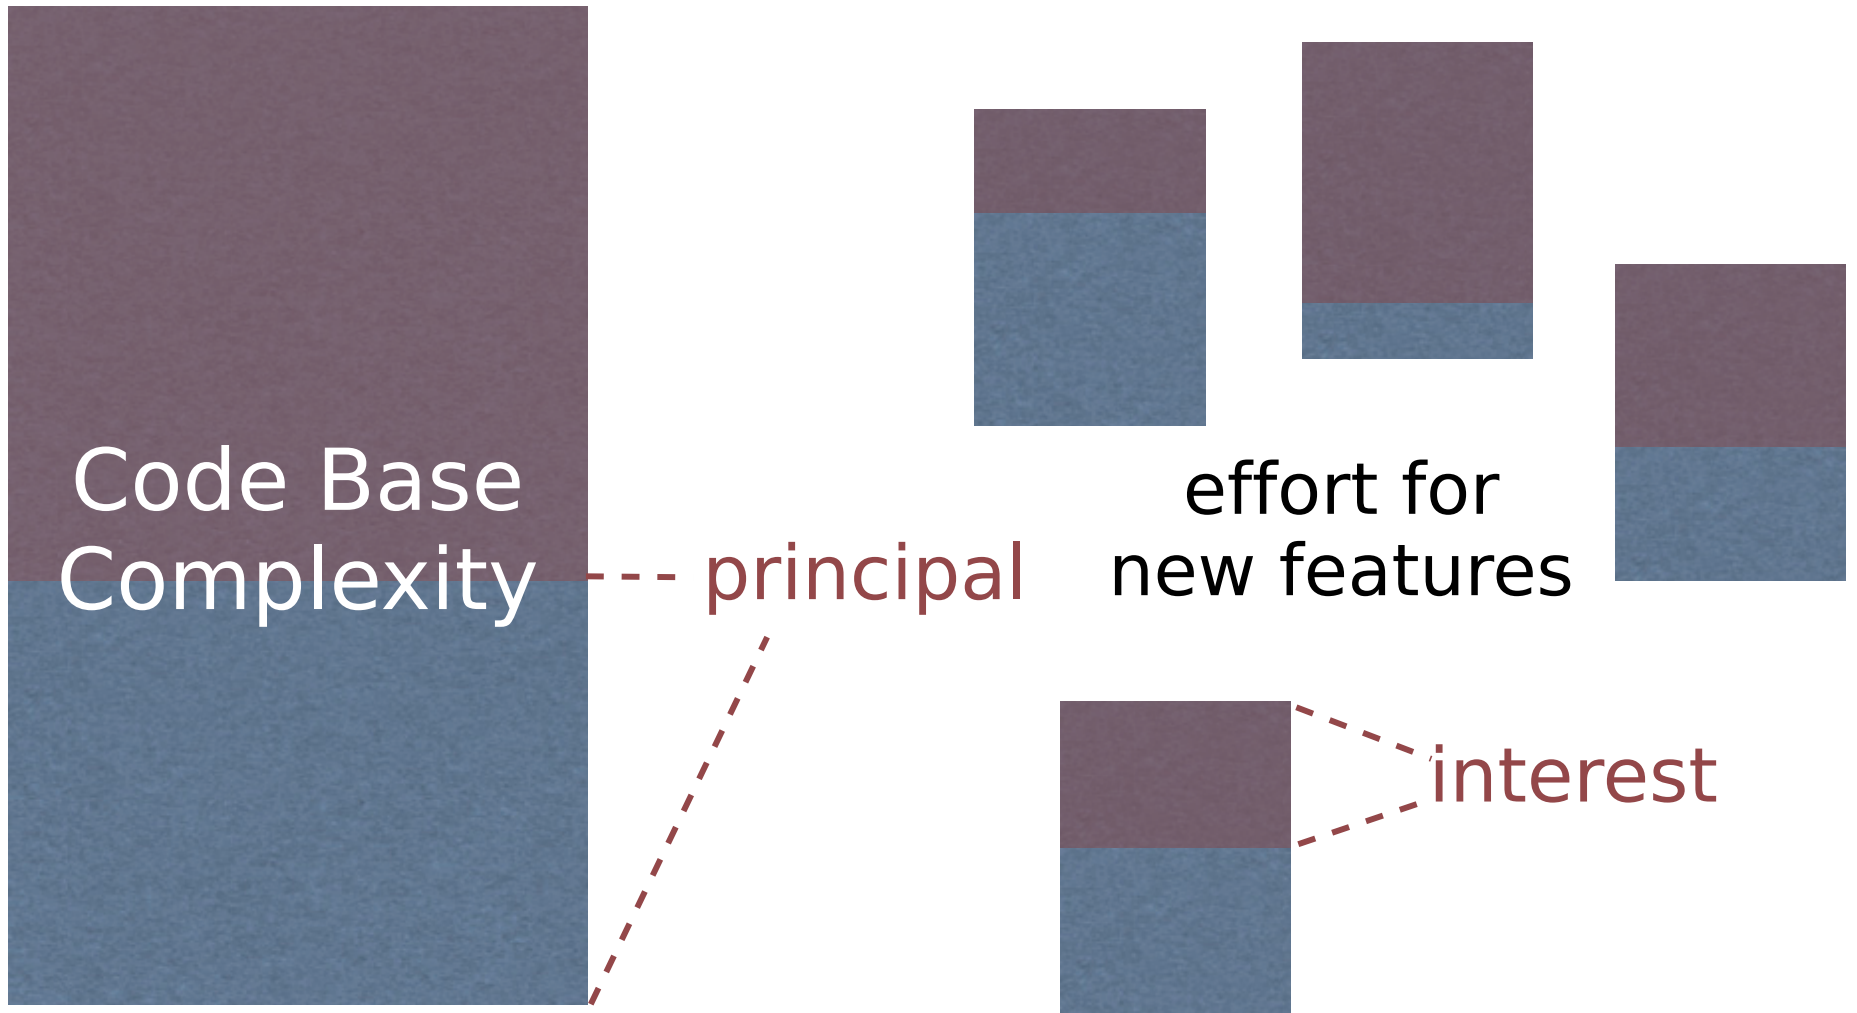 Code Base
Complexity
principal
effort for
new features
interest